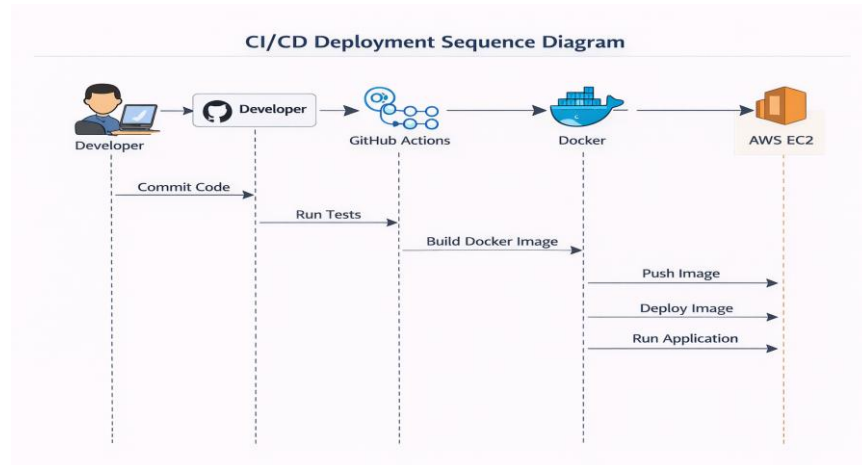 CI/CD Deployment Sequence Diagram
Developer
Developer
GitHub Actions
Docker
AWS EC2
Commit Code
Run Tests
Build Docker Image
Push Image
Deploy Image
Run Application